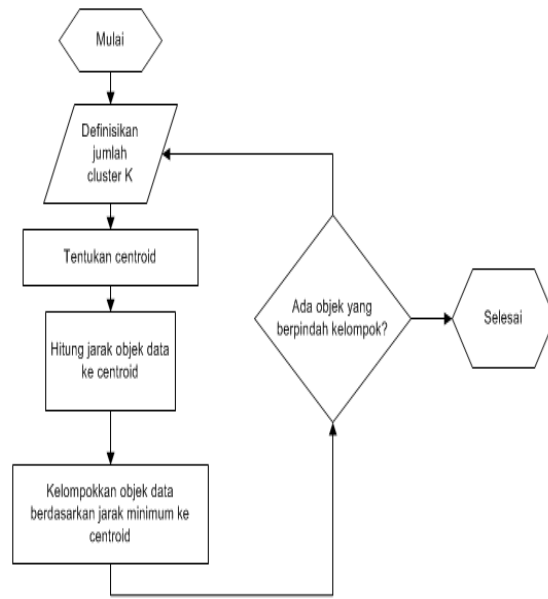 Mulai
Definisikan
jumlah
cluster K
Tentukan centroid
Hitung jarak objek data
ke centroid
Kelompokkan objek data
berdasarkan jarak minimum ke
centroid
Ada objek yang
berpindah kelompok?
Selesai